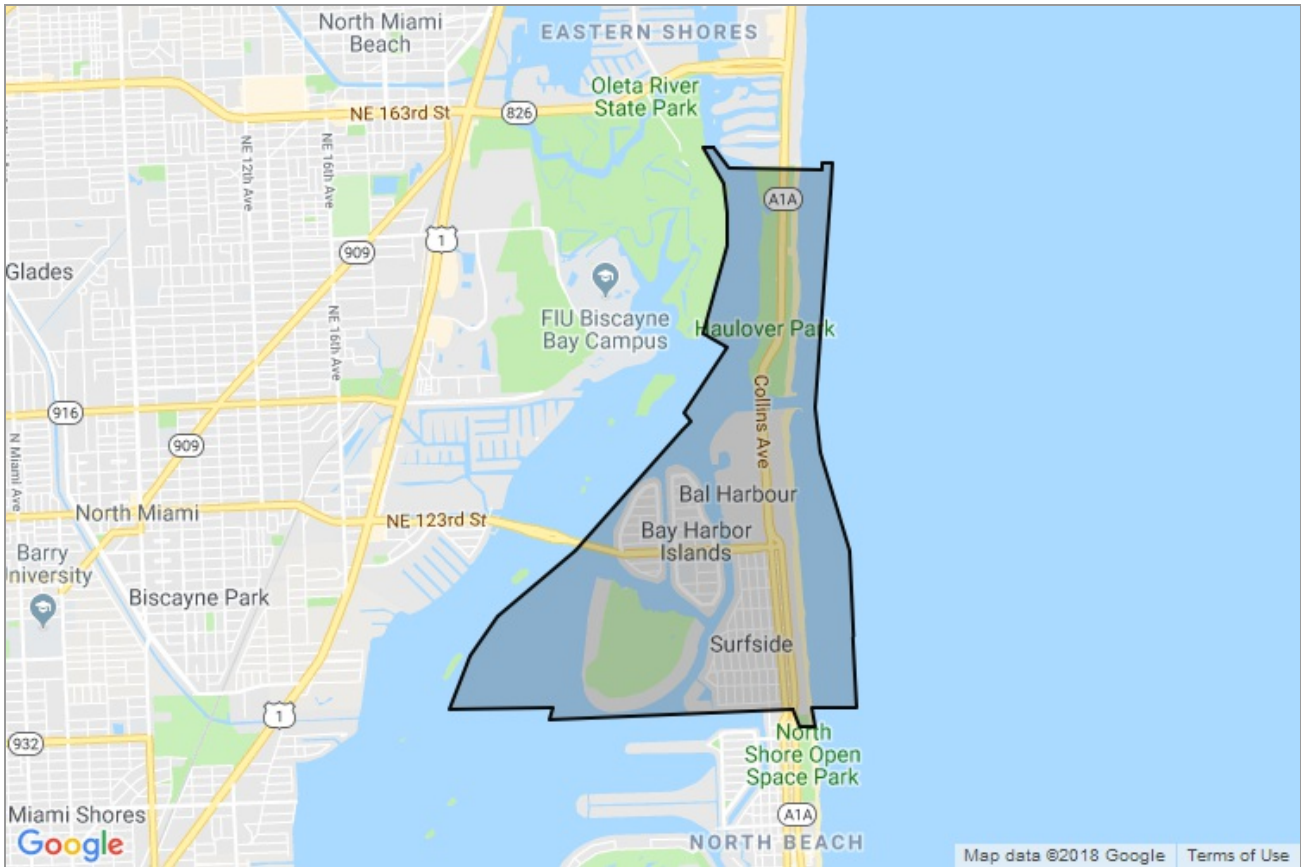 North Miami
Beach
EASTERN SHORES
Oleta River
State Park
NE 163rd St
826
NE 12th Ave
NE 16th Ave
A1A
909
1
Glades
FIU Biscayne
Bay Campus
Haulover Park
NE 16th Ave
Collins Ave
916
909
N Miami Ave
North Miami
NE 123rd St
Bal Harbour
Bay Harbor
Islands
Barry
University
Biscayne Park
Surfside
1
932
North
Shore Open
Space Park
Miami Shores
A1A
NORTH BEACH
Google
Map data ©2018 Google
Terms of Use